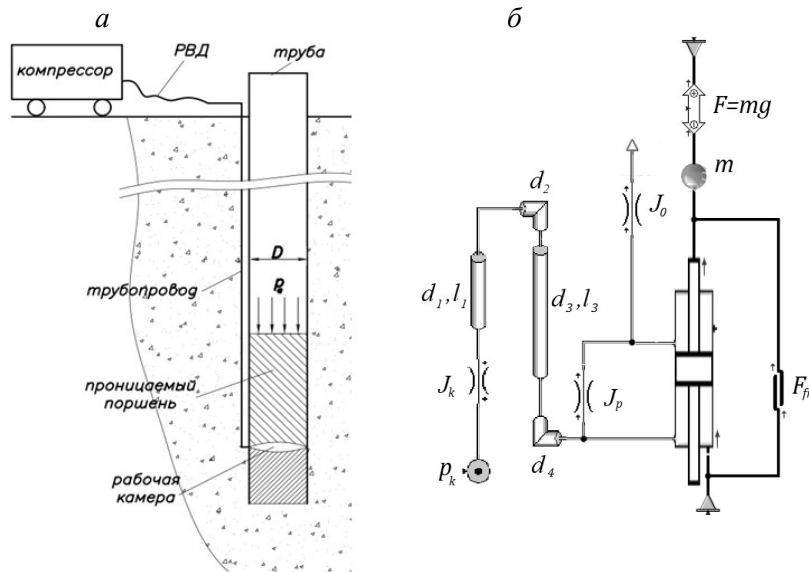 а
РВД
труба
компрессор
D
P₀
трубопровод
проницаемый
поршень
рабочая
камера
б
F=mg
m
d₂
J₀
d₁,l₁
d₃,l₃
Jₖ
Jₚ
pₖ
d₄